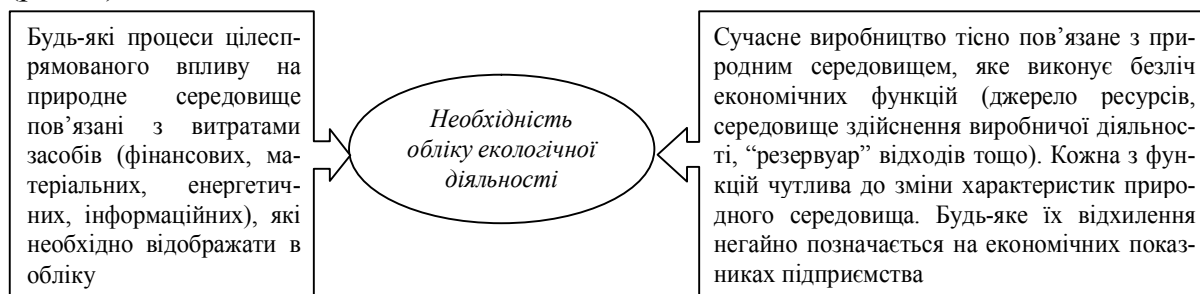 Будь-які процеси цілесп-
рямованого впливу на
природне середовище
пов’язані з витратами
засобів (фінансових, ма-
теріальних, енергетич-
них, інформаційних), які
необхідно відображати в
обліку
Необхідність
обліку екологічної
діяльності
Сучасне виробництво тісно пов’язане з при-
родним середовищем, яке виконує безліч
економічних функцій (джерело ресурсів,
середовище здійснення виробничої діяльнос-
ті, “резервуар” відходів тощо). Кожна з фун-
кцій чутлива до зміни характеристик приро-
дного середовища. Будь-яке їх відхилення
негайно позначається на економічних показ-
никах підприємства